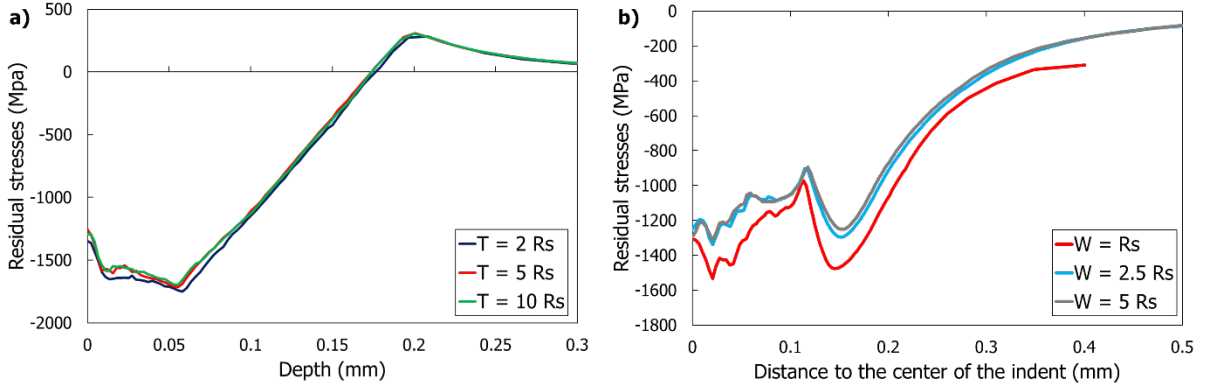 a)
Residual stresses (Mpa)
500
0
-500
-1000
-1500
-2000
0
0.05
0.1
0.15
0.2
0.25
0.3
Depth (mm)
T = 2 Rs
T = 5 Rs
T = 10 Rs
b)
Residual stresses (MPa)
0
-200
-400
-600
-800
-1000
-1200
-1400
-1600
-1800
0
0.1
0.2
0.3
0.4
0.5
Distance to the center of the indent (mm)
W = Rs
W = 2.5 Rs
W = 5 Rs